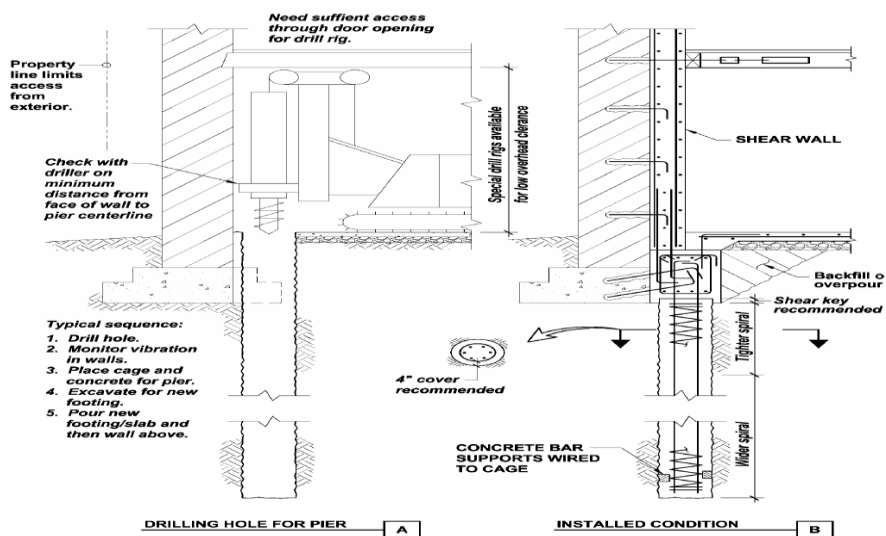 Need suffient access
through door opening
for drill rig.
Property
line limits
access
from
exterior.
Check with
driller on
minimum
distance from
face of wall to
pier centerline
Special drill rigs available
for low overhead clerance
Typical sequence:
1. Drill hole.
2. Monitor vibration
in walls.
3. Place cage and
concrete for pier.
4. Excavate for new
footing.
5. Pour new
footing/slab and
then wall above.
4" cover
recommended
SHEAR WALL
Backfill o
overpour
Shear key
recommended
Tighter spiral
Wider spiral
CONCRETE BAR
SUPPORTS WIRED
TO CAGE
DRILLING HOLE FOR PIER A
INSTALLED CONDITION B